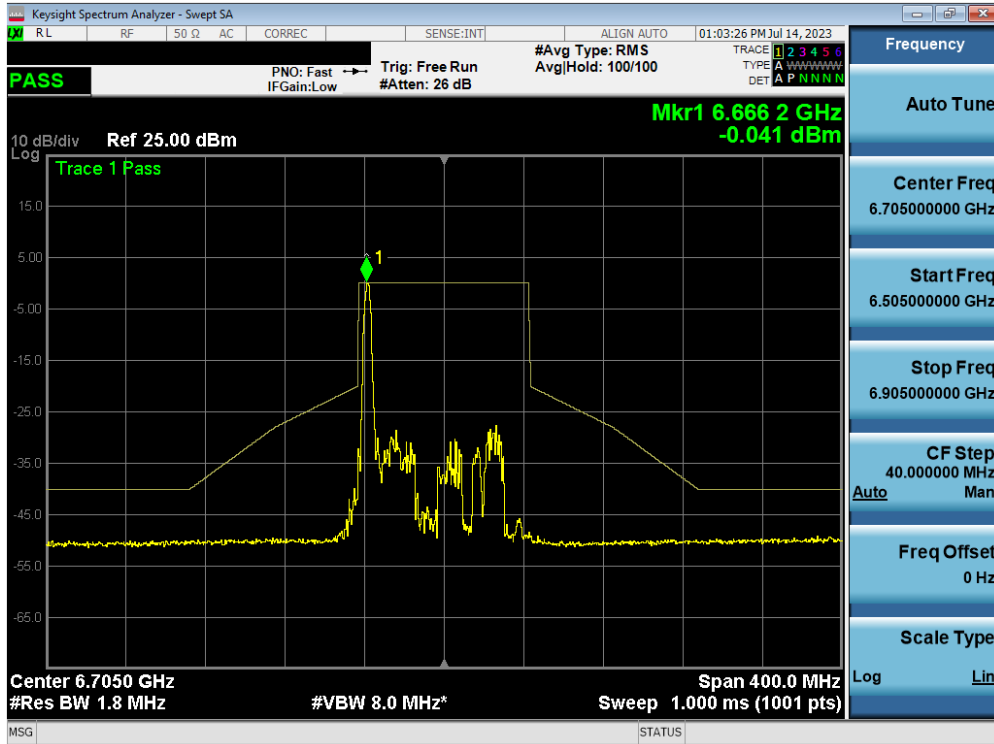 Keysight Spectrum Analyzer - Swept SA
LXI RL RF 50 Ω AC CORREC SENSE:INT ALIGN AUTO 01:03:26 PM Jul 14, 2023
PASS
PNO: Fast
IFGain:Low
Trig: Free Run
#Atten: 26 dB
#Avg Type: RMS
Avg|Hold: 100/100
TRACE 1 2 3 4 5 6
TYPE A WWWWW
DET A P N N N N
Mkr1 6.666 2 GHz
-0.041 dBm
10 dB/div Ref 25.00 dBm
Log
Trace 1 Pass
15.0
5.00
-5.00
-15.0
-25.0
-35.0
-45.0
-55.0
-65.0
1
Center 6.7050 GHz Span 400.0 MHz
#Res BW 1.8 MHz #VBW 8.0 MHz* Sweep 1.000 ms (1001 pts)
MSG STATUS
Frequency
Auto Tune
Center Freq
6.705000000 GHz
Start Freq
6.505000000 GHz
Stop Freq
6.905000000 GHz
CF Step
40.000000 MHz
Auto Man
Freq Offset
0 Hz
Scale Type
Log Lin